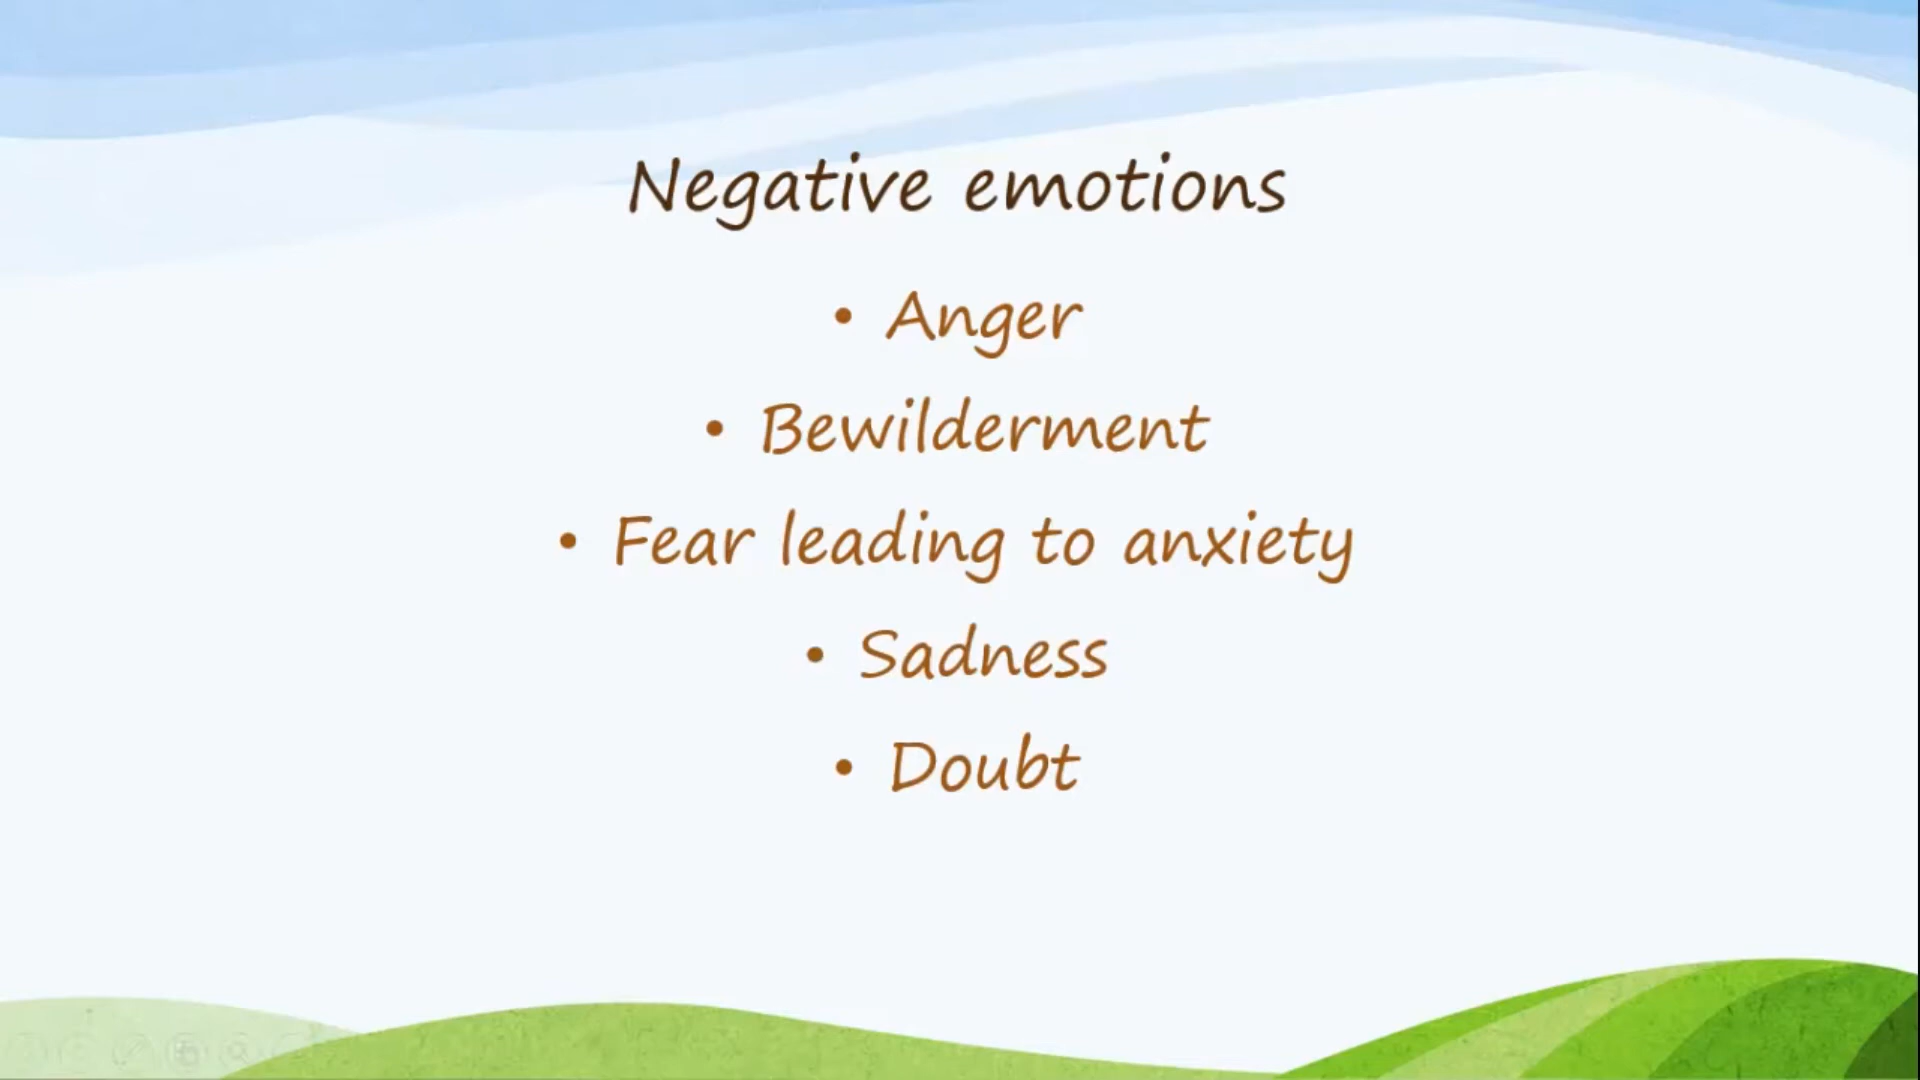 Negative emotions
• Anger
• Bewilderment
• Fear leading to anxiety
• Sadness
• Doubt